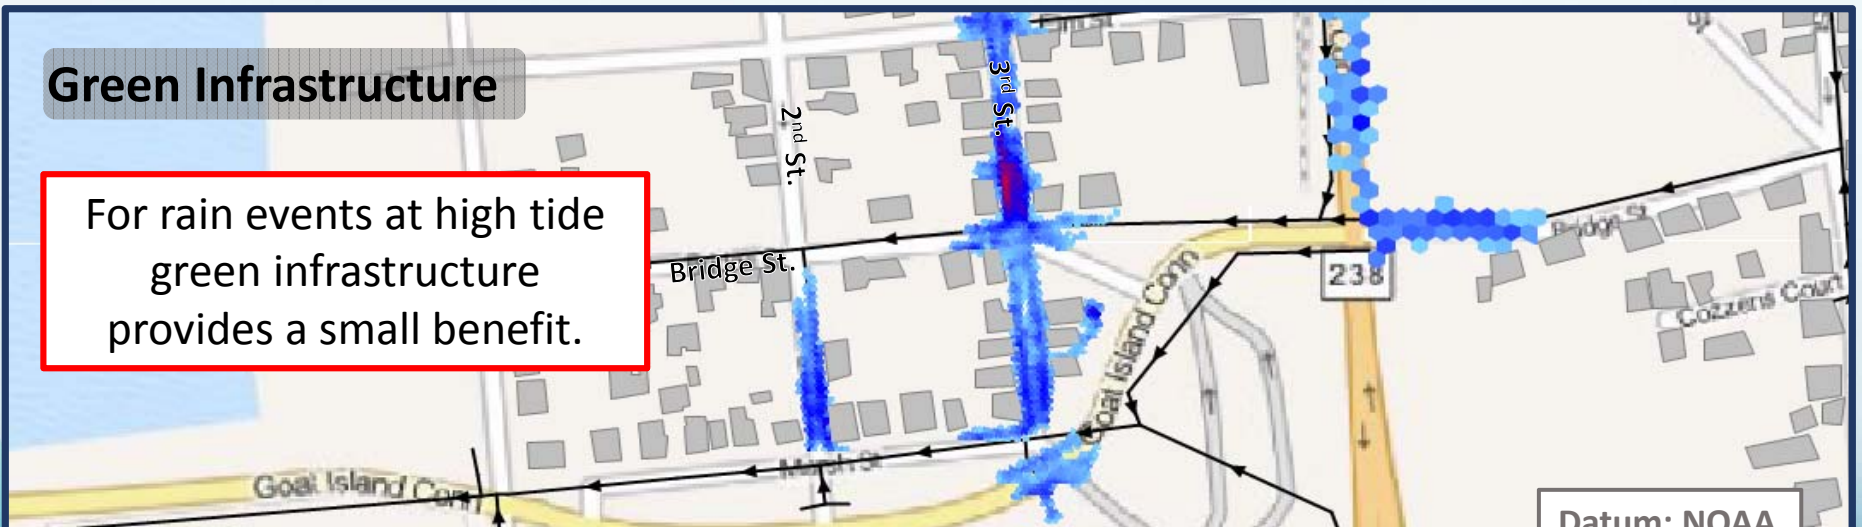 Green Infrastructure
For rain events at high tide
green infrastructure
provides a small benefit.
2nd St.
3rd St.
Bridge St.
Bridge St
238
Cozzens Court
Goat Island Conn
Marsh St
Goat Island Conn
Datum: NOAA